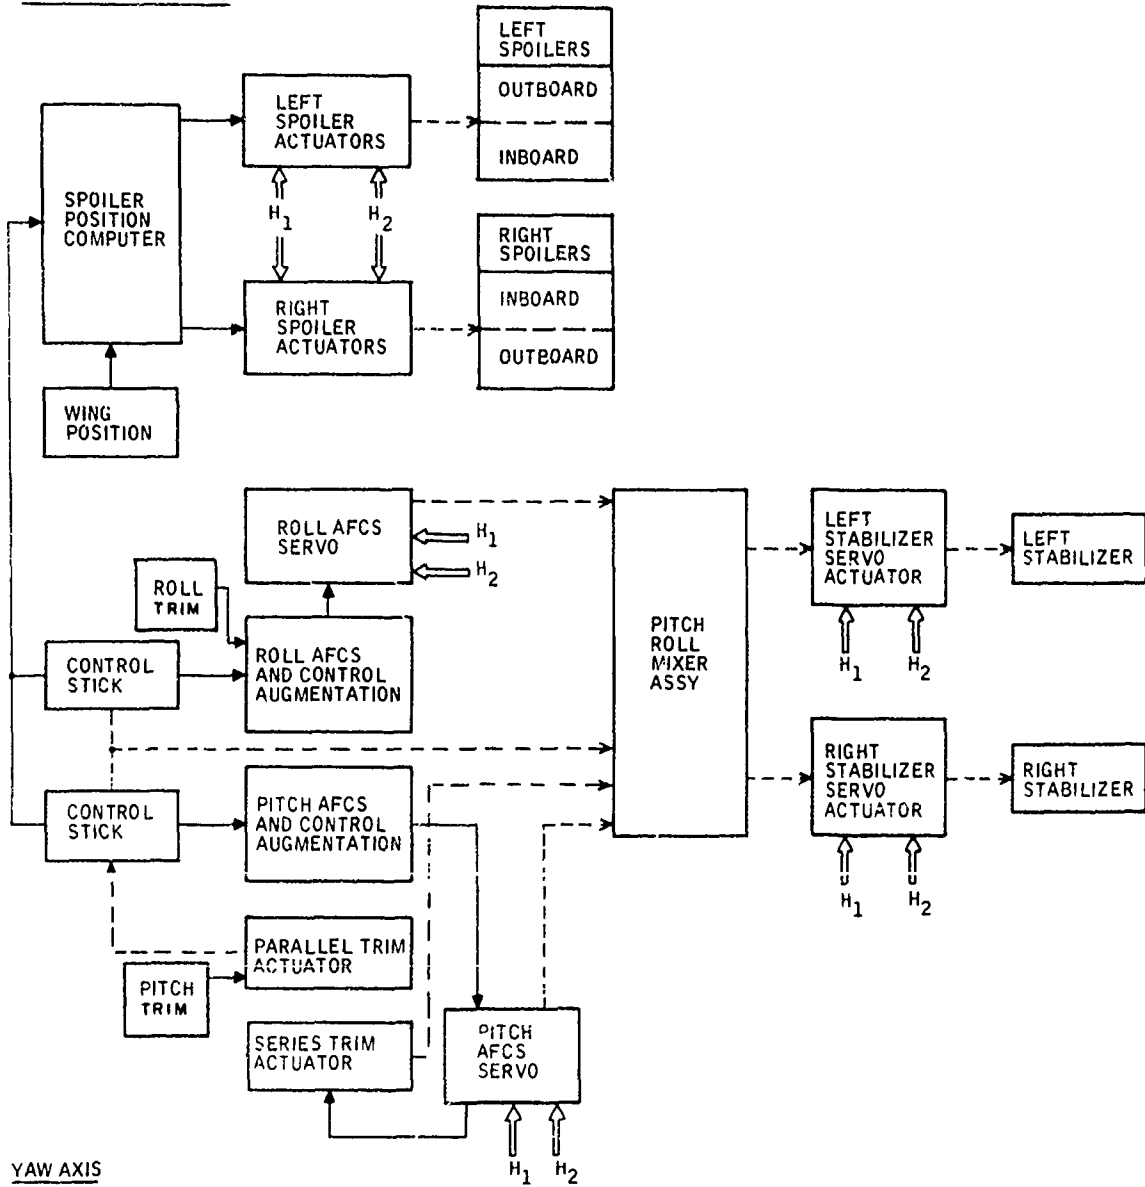 LEFT
SPOILERS
OUTBOARD
INBOARD
LEFT
SPOILER
ACTUATORS
SPOILER
POSITION
COMPUTER
H1
H2
RIGHT
SPOILERS
INBOARD
OUTBOARD
RIGHT
SPOILER
ACTUATORS
WING
POSITION
ROLL AFCS
SERVO
H1
H2
ROLL
TRIM
CONTROL
STICK
ROLL AFCS
AND CONTROL
AUGMENTATION
PITCH
ROLL
MIXER
ASSY
LEFT
STABILIZER
SERVO
ACTUATOR
LEFT
STABILIZER
H1
H2
CONTROL
STICK
PITCH AFCS
AND CONTROL
AUGMENTATION
RIGHT
STABILIZER
SERVO
ACTUATOR
RIGHT
STABILIZER
H1
H2
PARALLEL TRIM
ACTUATOR
PITCH
TRIM
SERIES TRIM
ACTUATOR
PITCH
AFCS
SERVO
H1
H2
YAW AXIS